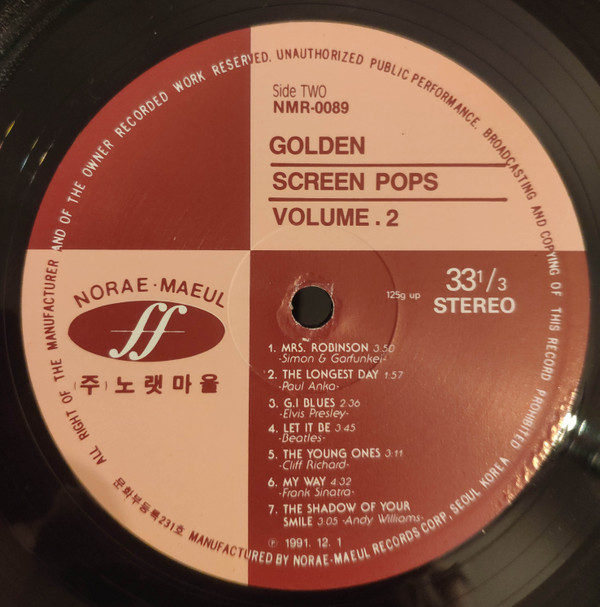 ALL RIGHT OF THE MANUFACTURER AND OF THE OWNER RECORDED WORK RESERVED. UNAUTHORIZED PUBLIC PERFORMANCE. BROADCASTING AND COPYING OF THIS RECORD PROHIBITED
Side TWO
NMR-0089
GOLDEN
SCREEN POPS
VOLUME . 2
NORAE·MAEUL
ff
(주)노랫마을
125g up
33 1/3
STEREO
1. MRS. ROBINSON 3:50
-Simon & Garfunkel-
2. THE LONGEST DAY 1:57
-Paul Anka-
3. G.I BLUES 2:36
-Elvis Presley-
4. LET IT BE 3:45
-Beatles-
5. THE YOUNG ONES 3:11
-Cliff Richard-
6. MY WAY 4:32
-Frank Sinatra-
7. THE SHADOW OF YOUR
SMILE 3:05 -Andy Williams-
℗ 1991. 12. 1
문화부등록231호 MANUFACTURED BY NORAE-MAEUL RECORDS CORP. SEOUL KOREA